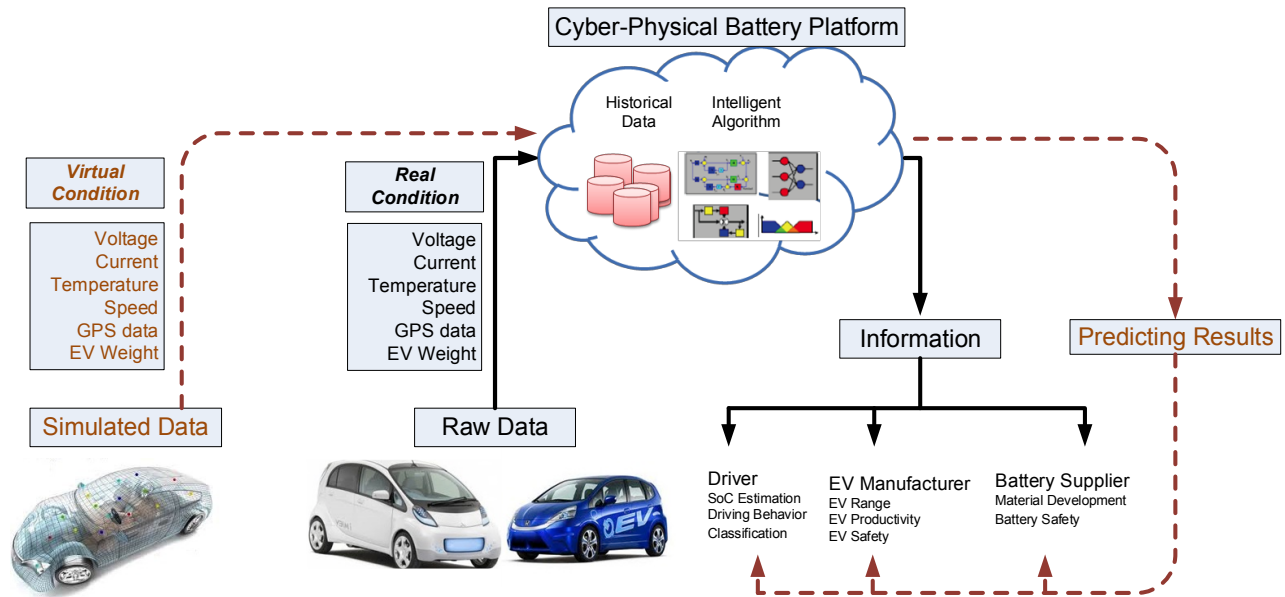 Cyber-Physical Battery Platform
Historical
Data
Intelligent
Algorithm
Virtual
Condition
Real
Condition
Voltage
Current
Temperature
Speed
GPS data
EV Weight
Voltage
Current
Temperature
Speed
GPS data
EV Weight
Information
Predicting Results
Simulated Data
Raw Data
EV
Driver
SoC Estimation
Driving Behavior
Classification
EV Manufacturer
EV Range
EV Productivity
EV Safety
Battery Supplier
Material Development
Battery Safety